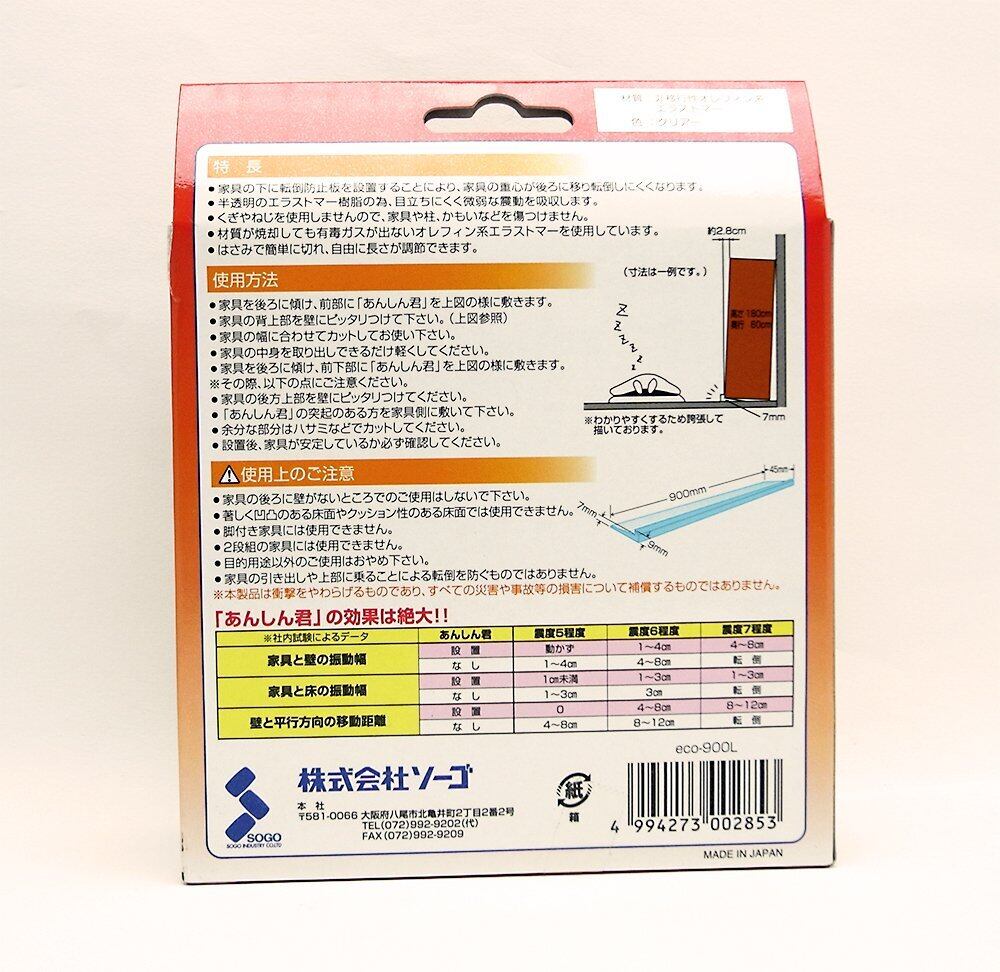 材質：非移行性オレフィン系
エラストマー
色：クリアー
特 長
●家具の下に転倒防止板を設置することにより、家具の重心が後ろに移り転倒しにくくなります。
●半透明のエラストマー樹脂の為、目立ちにくく微弱な震動を吸収します。
●くぎやねじを使用しませんので、家具や柱、かもいなどを傷つけません。
●材質が焼却しても有毒ガスが出ないオレフィン系エラストマーを使用しています。
●はさみで簡単に切れ、自由に長さが調節できます。
使用方法
●家具を後ろに傾け、前部に「あんしん君」を上図の様に敷きます。
●家具の背上部を壁にピッタリつけて下さい。(上図参照)
●家具の幅に合わせてカットしてお使い下さい。
●家具の中身を取り出しできるだけ軽くしてください。
●家具を後ろに傾け、前下部に「あんしん君」を上図の様に敷きます。
※その際、以下の点にご注意ください。
●家具の後方上部を壁にピッタリつけてください。
●「あんしん君」の突起のある方を家具側に敷いて下さい。
●余分な部分はハサミなどでカットしてください。
●設置後、家具が安定しているか必ず確認してください。
約2.8cm
(寸法は一例です。)
高さ 180cm
奥行 60cm
z z z z z z
7mm
※わかりやすくするため誇張して
描いております。
使用上のご注意
●家具の後ろに壁がないところでのご使用はしないで下さい。
●著しく凹凸のある床面やクッション性のある床面では使用できません。
●脚付き家具には使用できません。
●2段組の家具には使用できません。
●目的用途以外のご使用はおやめ下さい。
●家具の引き出しや上部に乗ることによる転倒を防ぐものではありません。
※本製品は衝撃をやわらげるものであり、すべての災害や事故等の損害について補償するものではありません。
45mm
900mm
7mm
9mm
「あんしん君」の効果は絶大!!
※社内試験によるデータ あんしん君 震度5程度 震度6程度 震度7程度
家具と壁の振動幅 設 置 動かず 1~4cm 4~8cm
な し 1~4cm 4~8cm 転 倒
家具と床の振動幅 設 置 1cm未満 1~3cm 1~3cm
な し 1~3cm 3cm 転 倒
壁と平行方向の移動距離 設 置 0 4~8cm 8~12cm
な し 4~8cm 8~12cm 転 倒
eco-900L
SOGO
SOGO INDUSTRY CO.LTD
株式会社ソーゴ
本 社
〒581-0066 大阪府八尾市北亀井町2丁目2番2号
TEL(072)992-9202(代)
FAX(072)992-9209
紙
箱
4 994273 002853
MADE IN JAPAN